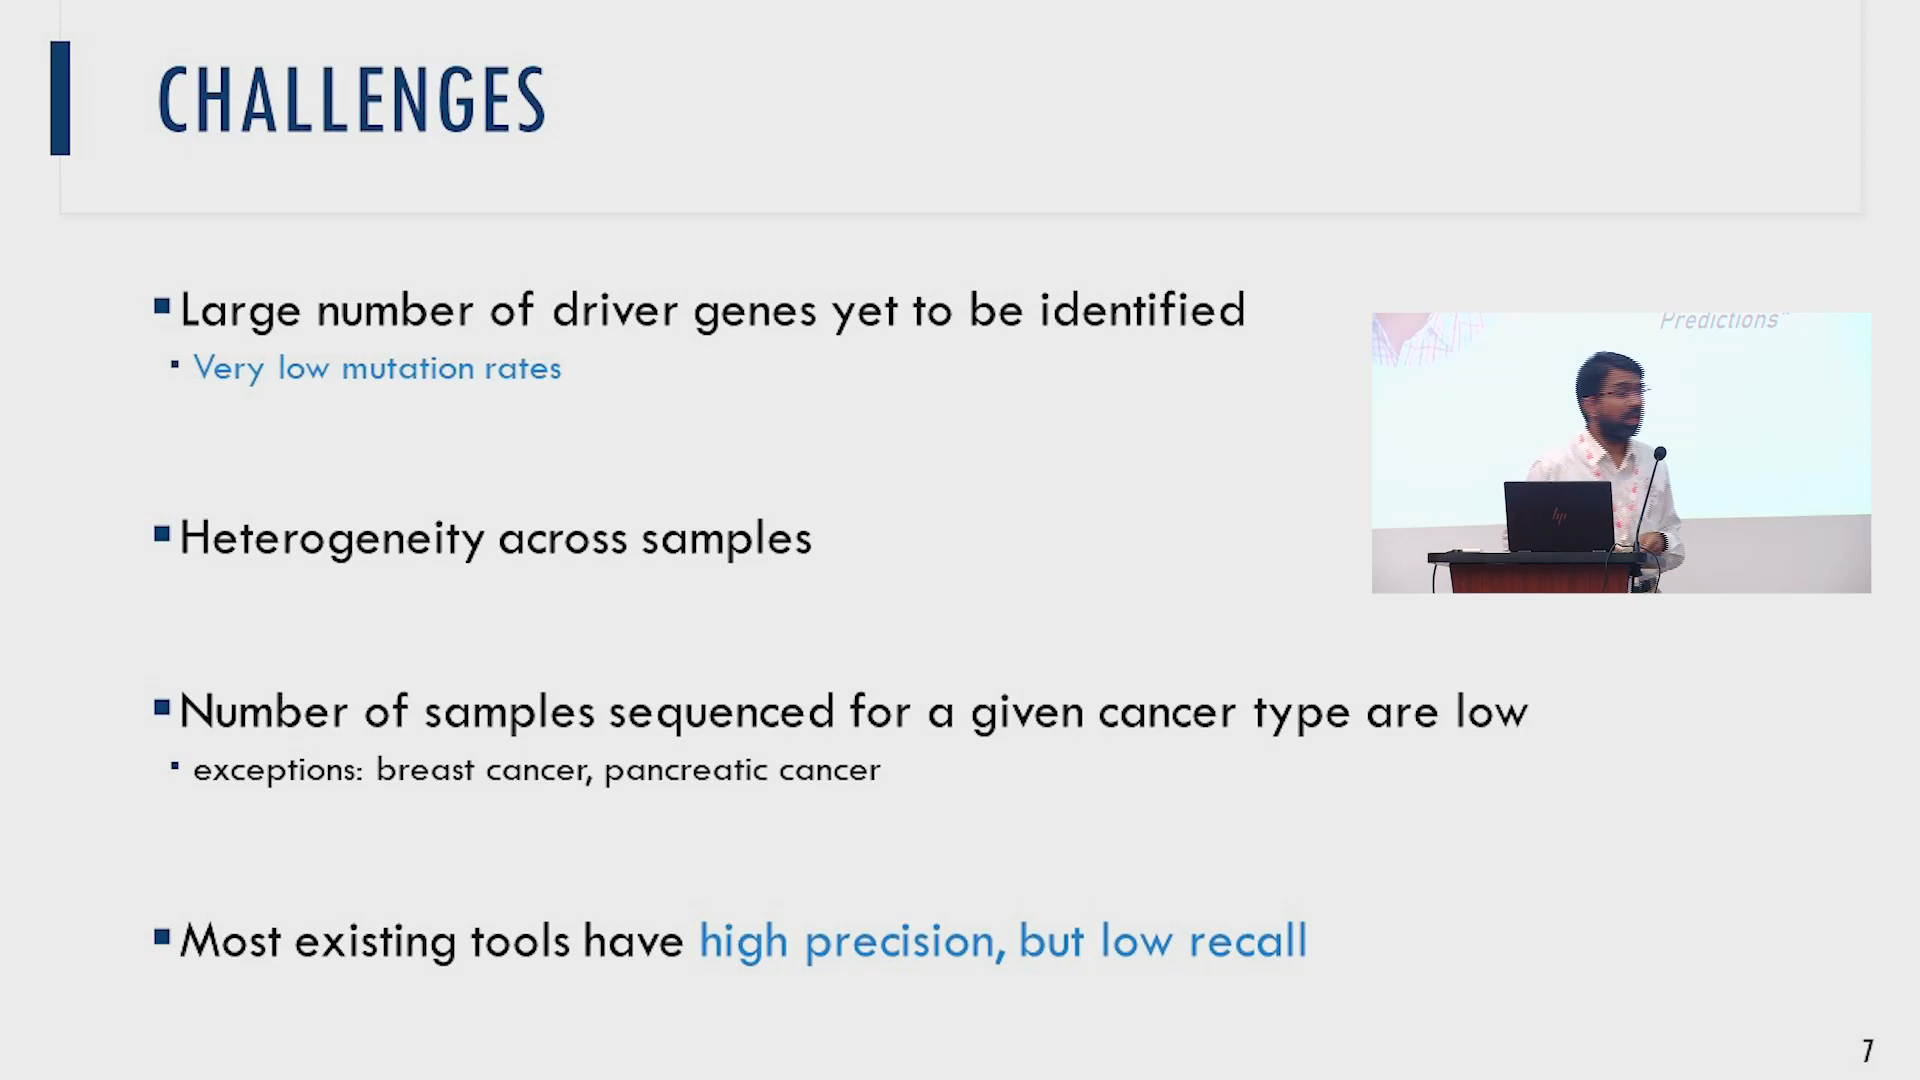 CHALLENGES
Large number of driver genes yet to be identified
Very low mutation rates
Predictions"
Heterogeneity across samples
hp
Number of samples sequenced for a given cancer type are low
exceptions: breast cancer, pancreatic cancer
Most existing tools have high precision, but low recall
7